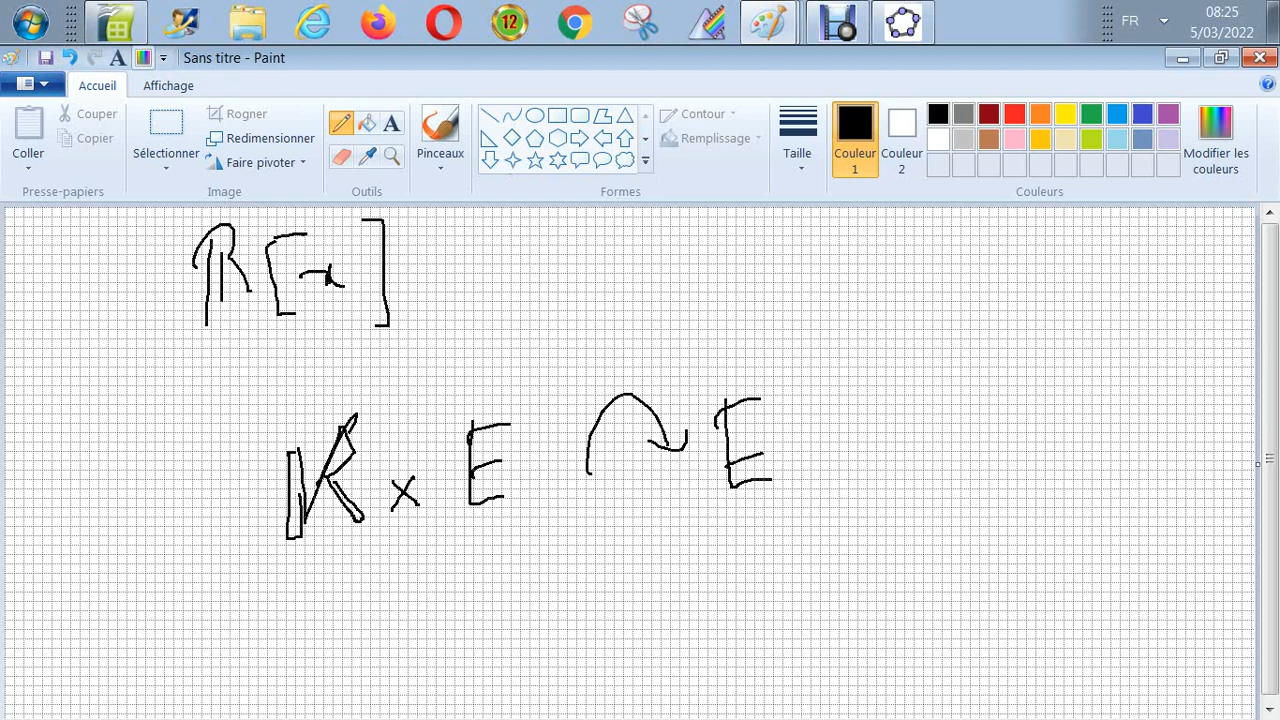 12
FR
08:25
5/03/2022
Sans titre - Paint
Accueil
Affichage
Coller
Couper
Copier
Presse-papiers
Sélectionner
Rogner
Redimensionner
Faire pivoter
Image
Outils
Pinceaux
Contour
Remplissage
Formes
Taille
Couleur 1
Couleur 2
Modifier les couleurs
Couleurs
ℝ[x]
𝕂 × E ↷ E